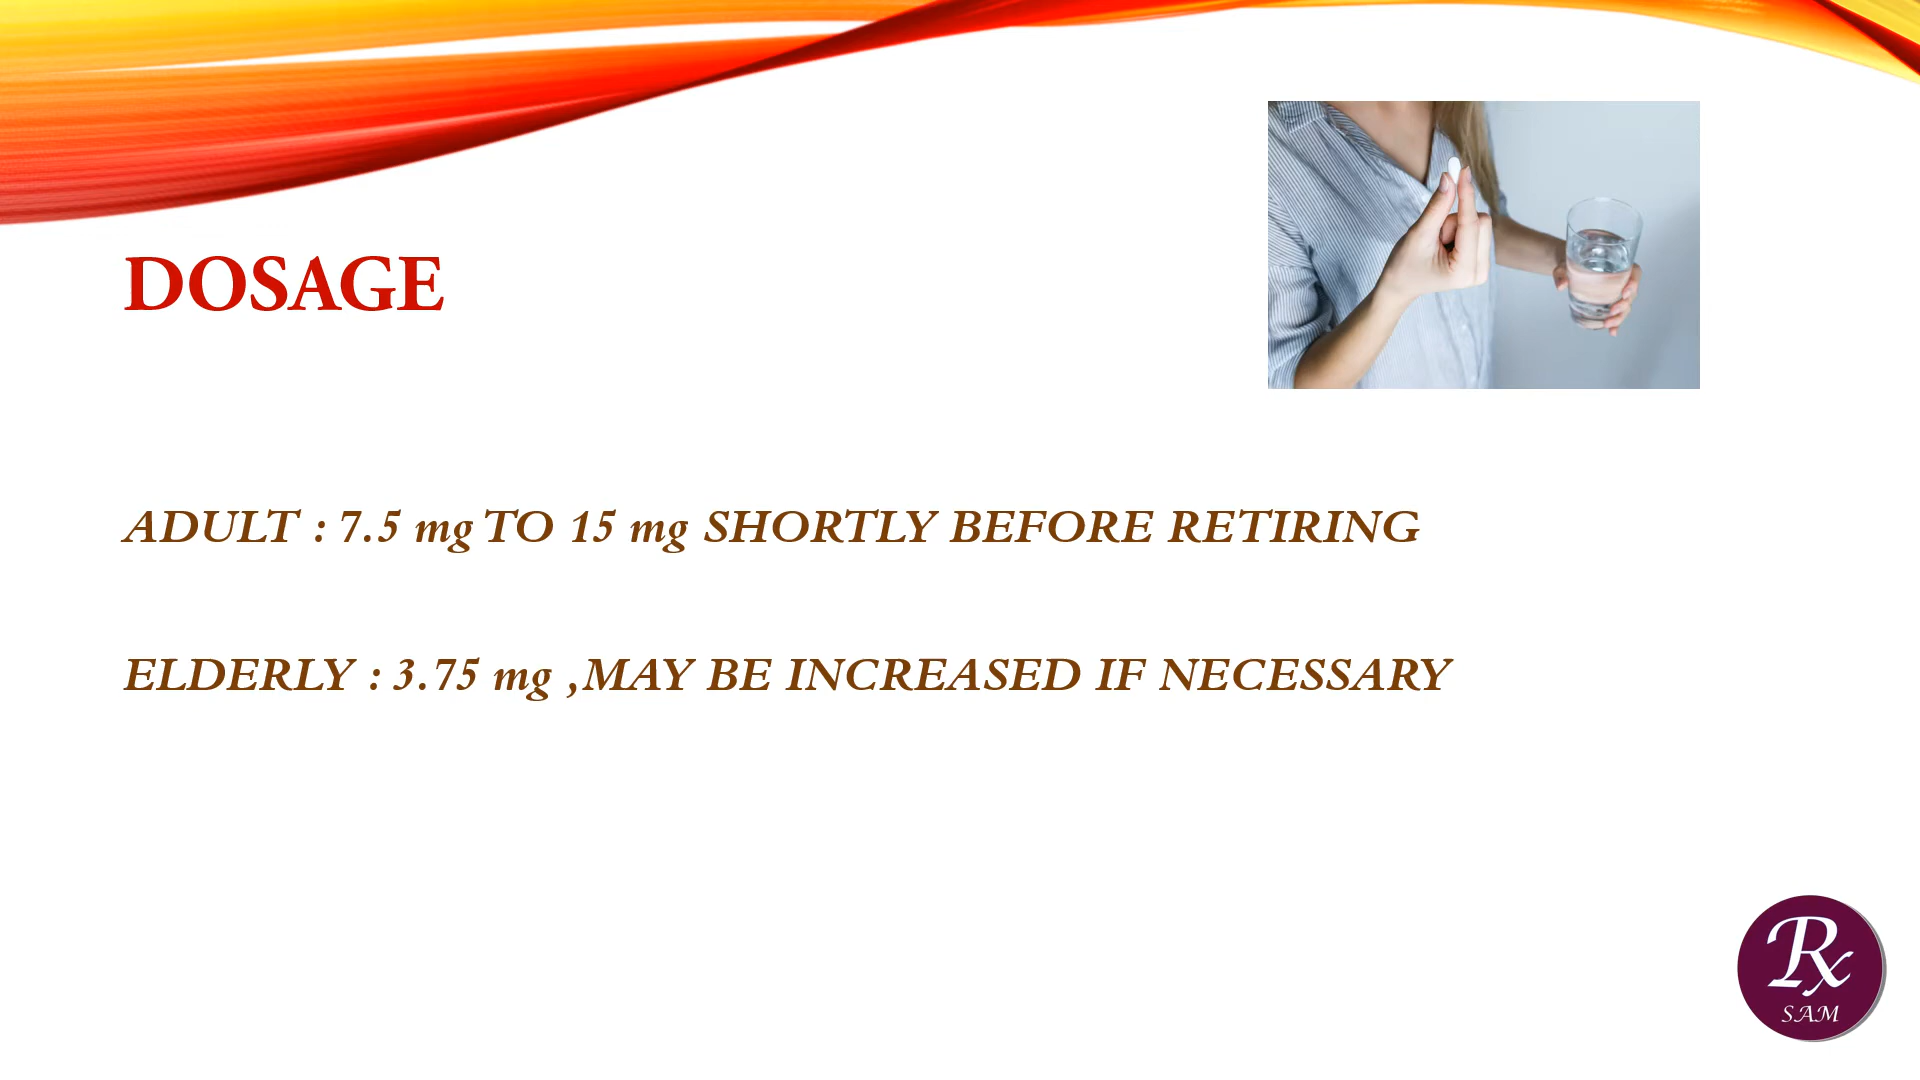 DOSAGE
ADULT : 7.5 mg TO 15 mg SHORTLY BEFORE RETIRING
ELDERLY : 3.75 mg ,MAY BE INCREASED IF NECESSARY
Rx
SAM